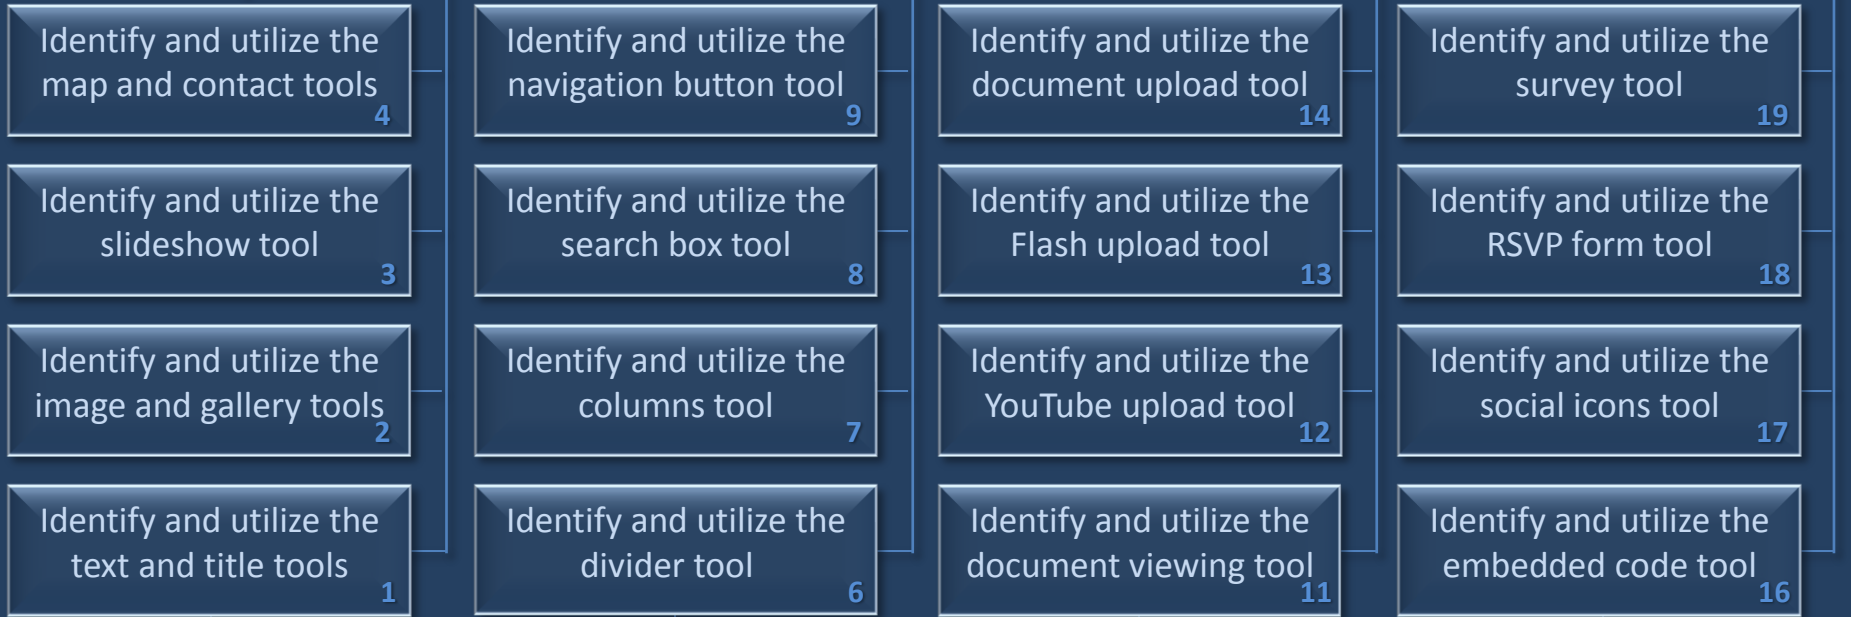 Identify and utilize the
map and contact tools
4
Identify and utilize the
navigation button tool
9
Identify and utilize the
document upload tool
14
Identify and utilize the
survey tool
19
Identify and utilize the
slideshow tool
3
Identify and utilize the
search box tool
8
Identify and utilize the
Flash upload tool
13
Identify and utilize the
RSVP form tool
18
Identify and utilize the
image and gallery tools
2
Identify and utilize the
columns tool
7
Identify and utilize the
YouTube upload tool
12
Identify and utilize the
social icons tool
17
Identify and utilize the
text and title tools
1
Identify and utilize the
divider tool
6
Identify and utilize the
document viewing tool
11
Identify and utilize the
embedded code tool
16